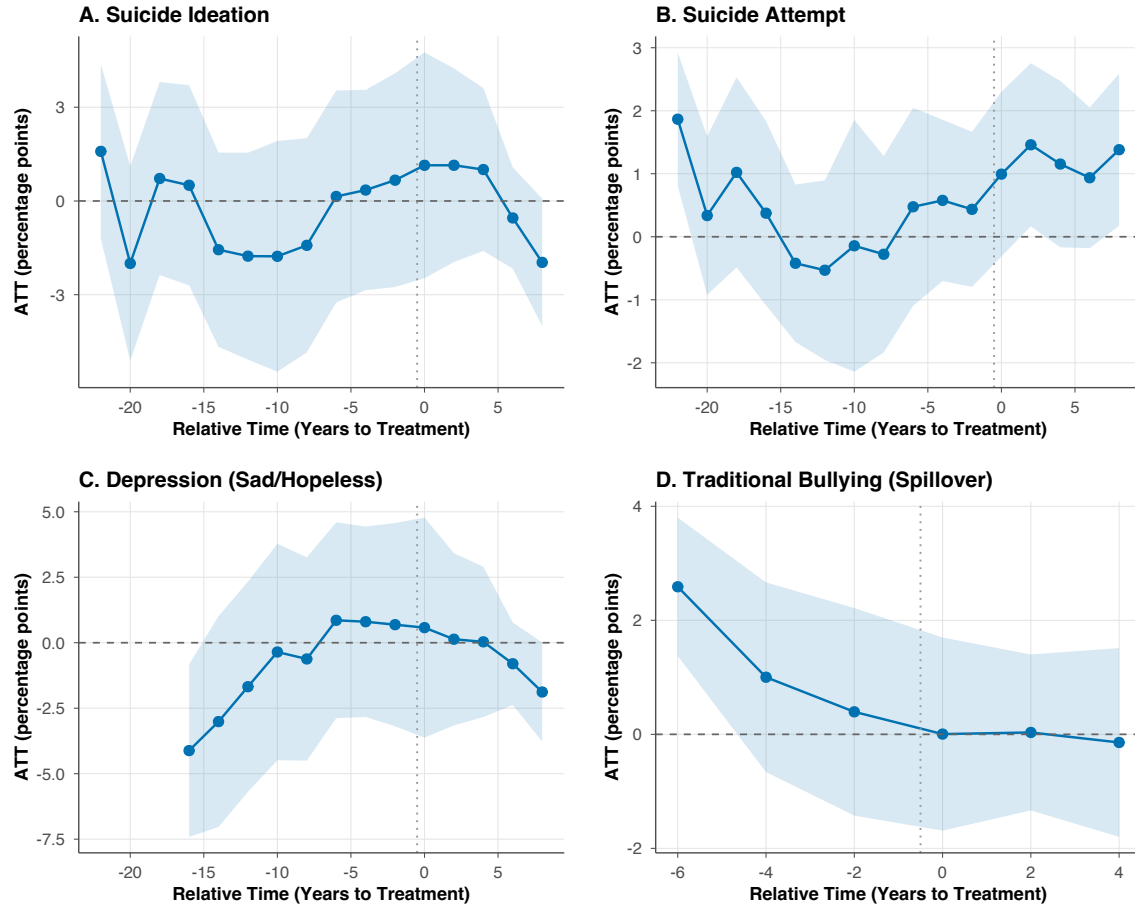 A. Suicide Ideation
ATT (percentage points)
3
0
-3
-20 -15 -10 -5 0 5
Relative Time (Years to Treatment)
B. Suicide Attempt
ATT (percentage points)
3
2
1
0
-1
-2
-20 -15 -10 -5 0 5
Relative Time (Years to Treatment)
C. Depression (Sad/Hopeless)
ATT (percentage points)
5.0
2.5
0.0
-2.5
-5.0
-7.5
-20 -15 -10 -5 0 5
Relative Time (Years to Treatment)
D. Traditional Bullying (Spillover)
ATT (percentage points)
4
2
0
-2
-6 -4 -2 0 2 4
Relative Time (Years to Treatment)